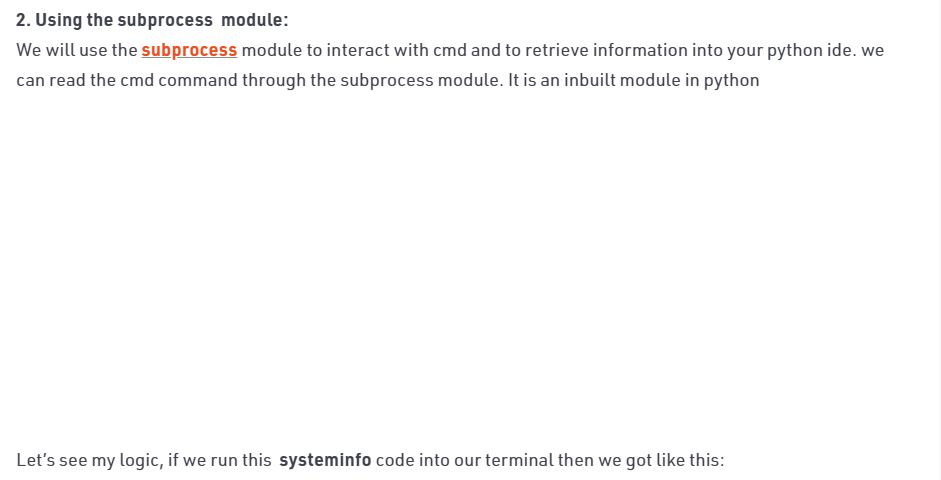 2. Using the subprocess  module:
We will use the subprocess module to interact with cmd and to retrieve information into your python ide. we
can read the cmd command through the subprocess module. It is an inbuilt module in python
Let's see my logic, if we run this  systeminfo code into our terminal then we got like this: